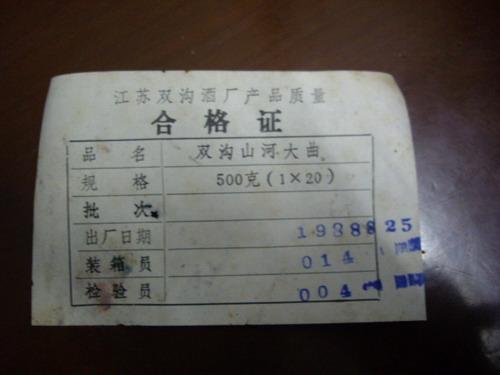 江苏双沟酒厂产品质量
合格证
品名 双沟山河大曲
规格 500克(1×20)
批次
出厂日期 1988825
装箱员 014
检验员 004